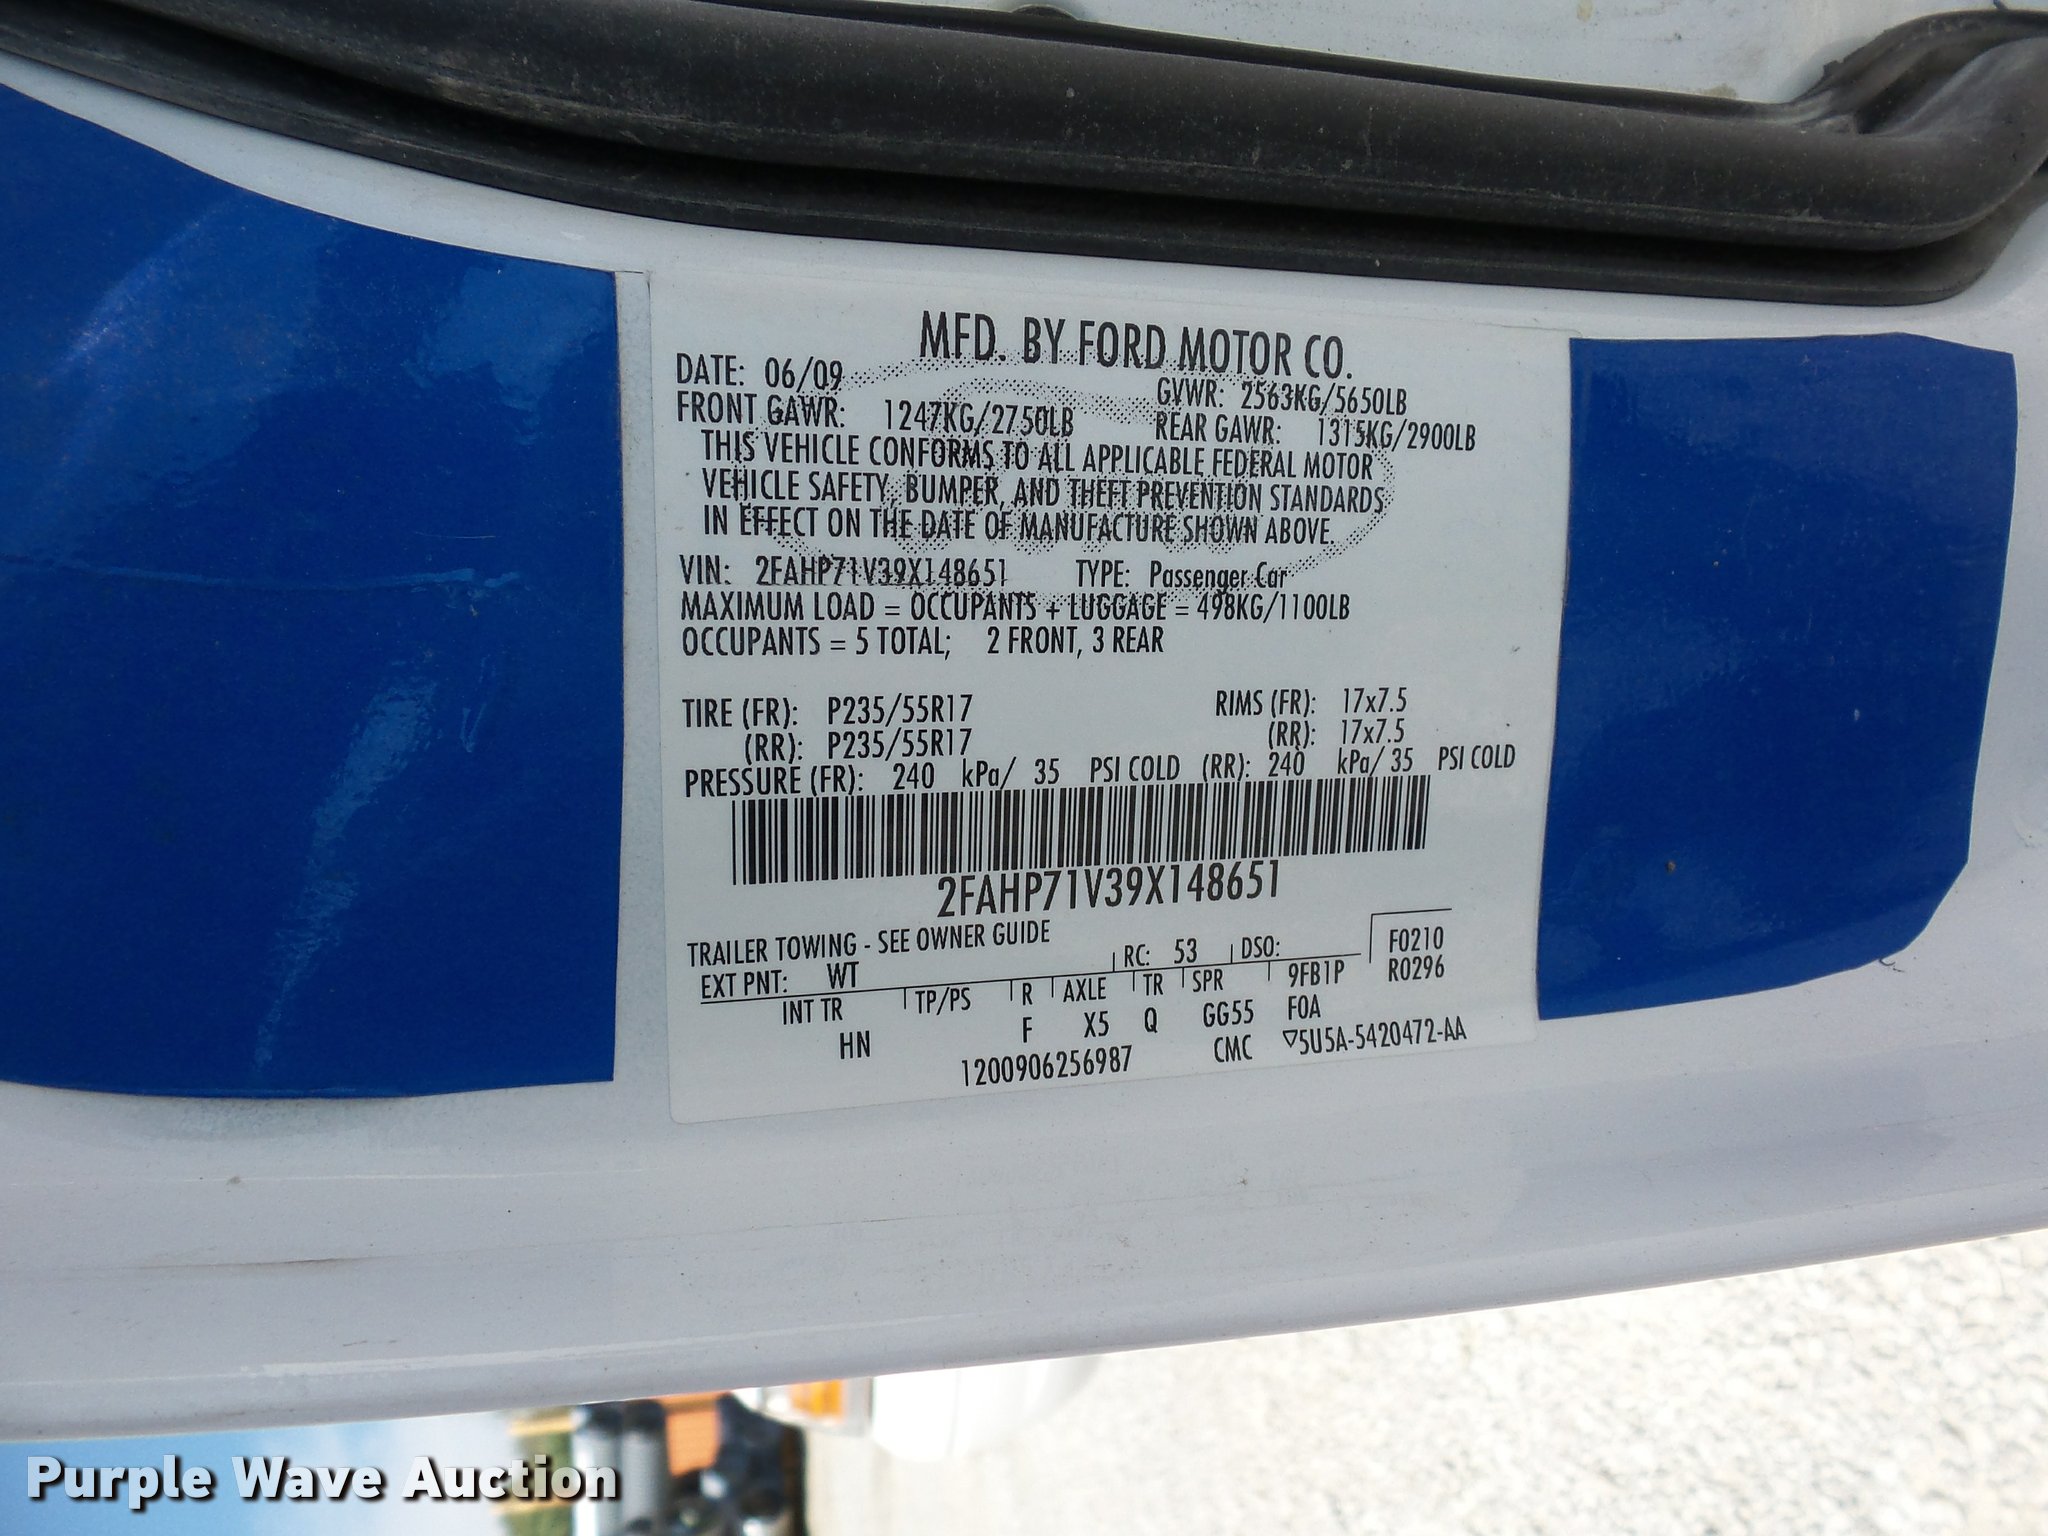 MFD. BY FORD MOTOR CO.
DATE: 06/09 GVWR: 2563KG/5650LB
FRONT GAWR: 1247KG/2750LB REAR GAWR: 1315KG/2900LB
THIS VEHICLE CONFORMS TO ALL APPLICABLE FEDERAL MOTOR
VEHICLE SAFETY, BUMPER, AND THEFT PREVENTION STANDARDS
IN EFFECT ON THE DATE OF MANUFACTURE SHOWN ABOVE.
VIN: 2FAHP71V39X148651 TYPE: Passenger Car
MAXIMUM LOAD = OCCUPANTS + LUGGAGE = 498KG/1100LB
OCCUPANTS = 5 TOTAL; 2 FRONT, 3 REAR
TIRE (FR): P235/55R17 RIMS (FR): 17x7.5
(RR): P235/55R17 (RR): 17x7.5
PRESSURE (FR): 240 kPa/ 35 PSI COLD (RR): 240 kPa/ 35 PSI COLD
2FAHP71V39X148651
TRAILER TOWING - SEE OWNER GUIDE
EXT PNT: WT RC: 53 DSO: F0210
INT TR TP/PS R AXLE TR SPR 9FB1P R0296
HN F X5 Q GG55 FOA
1200906256987 CMC ▽5U5A-5420472-AA
Purple Wave Auction